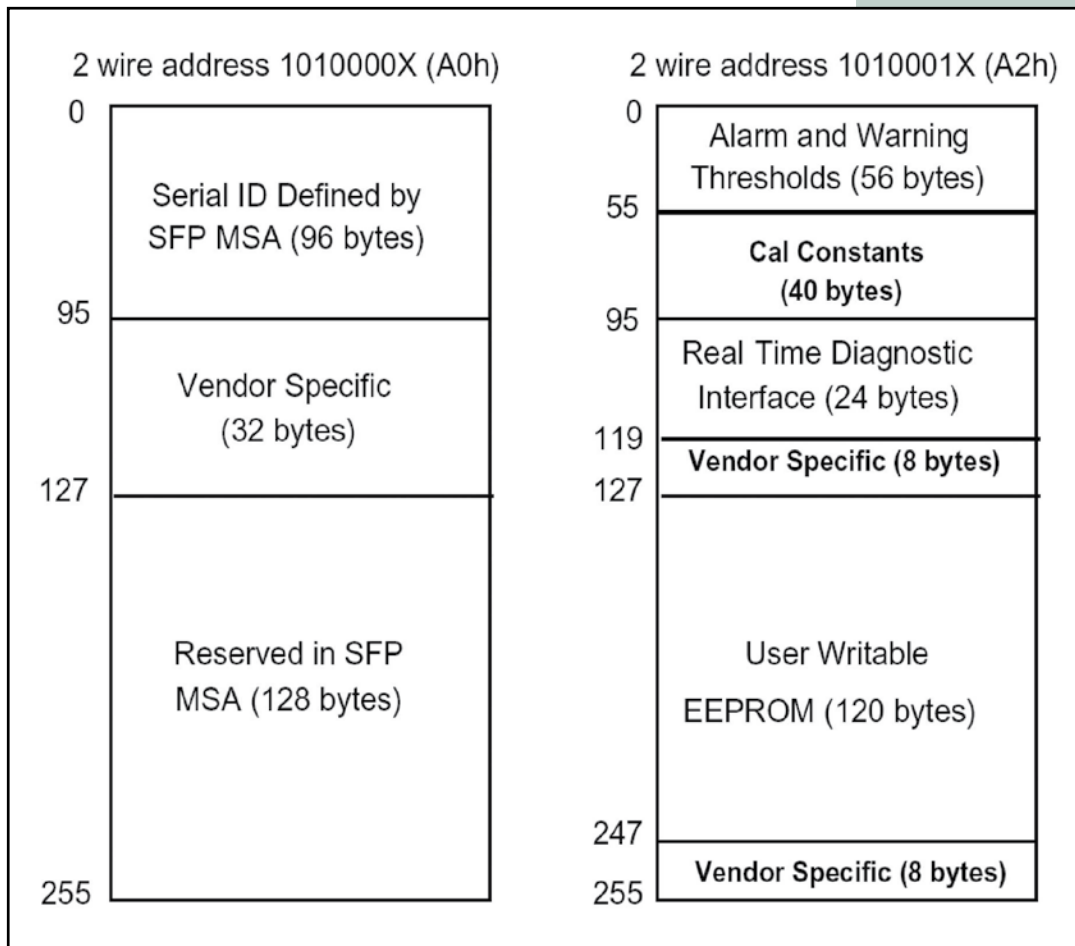 2 wire address 1010000X (A0h)
0
Serial ID Defined by
SFP MSA (96 bytes)
95
Vendor Specific
(32 bytes)
127
Reserved in SFP
MSA (128 bytes)
255
2 wire address 1010001X (A2h)
0
Alarm and Warning
Thresholds (56 bytes)
55
Cal Constants
(40 bytes)
95
Real Time Diagnostic
Interface (24 bytes)
119
Vendor Specific (8 bytes)
127
User Writable
EEPROM (120 bytes)
247
Vendor Specific (8 bytes)
255